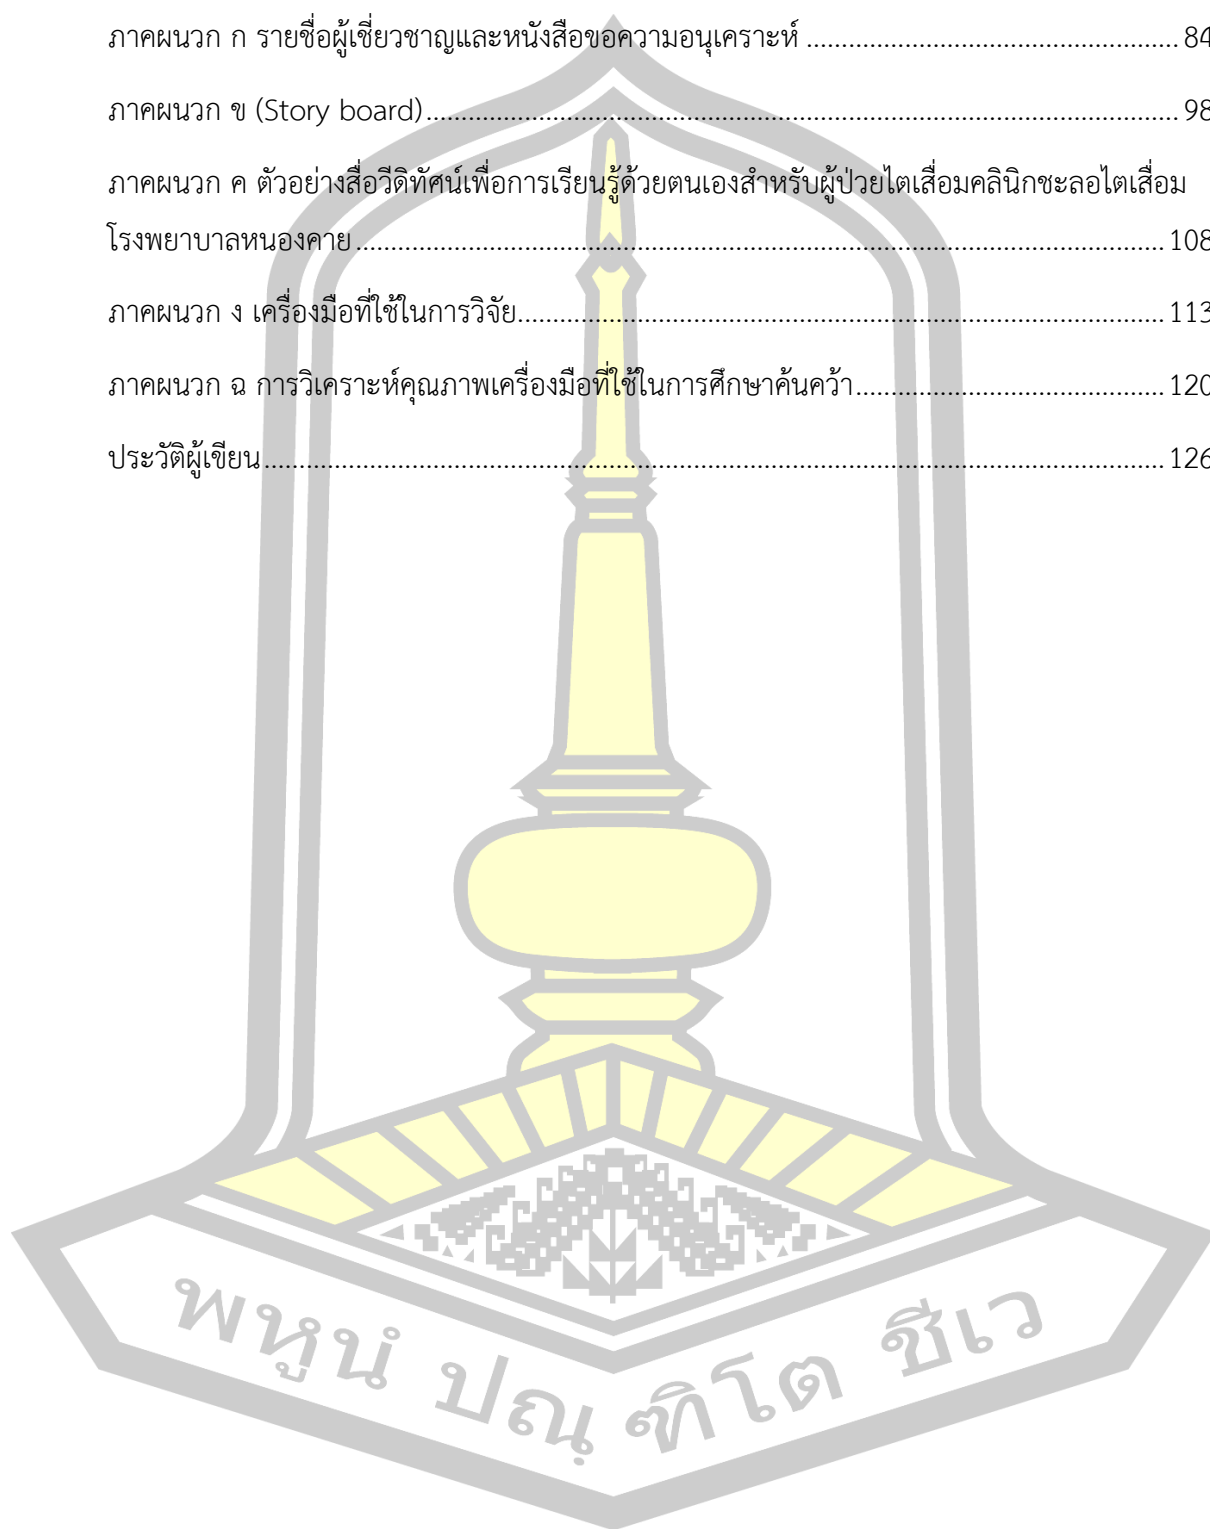 ภาคผนวก ก รายชื่อผู้เชี่ยวชาญและหนังสือขอความอนุเคราะห์ ..................................................... 84
ภาคผนวก ข (Story board)............................................................................................................. 98
ภาคผนวก ค ตัวอย่างสื่อวีดิทัศน์เพื่อการเรียนรู้ด้วยตนเองสำหรับผู้ป่วยไตเสื่อมคลินิกชะลอไตเสื่อม
โรงพยาบาลหนองคาย .................................................................................................................... 108
ภาคผนวก ง เครื่องมือที่ใช้ในการวิจัย............................................................................................. 113
ภาคผนวก ฉ การวิเคราะห์คุณภาพเครื่องมือที่ใช้ในการศึกษาค้นคว้า............................................ 120
ประวัติผู้เขียน................................................................................................................................. 126
พหูนํ ปณฺฑิโต ชีเว